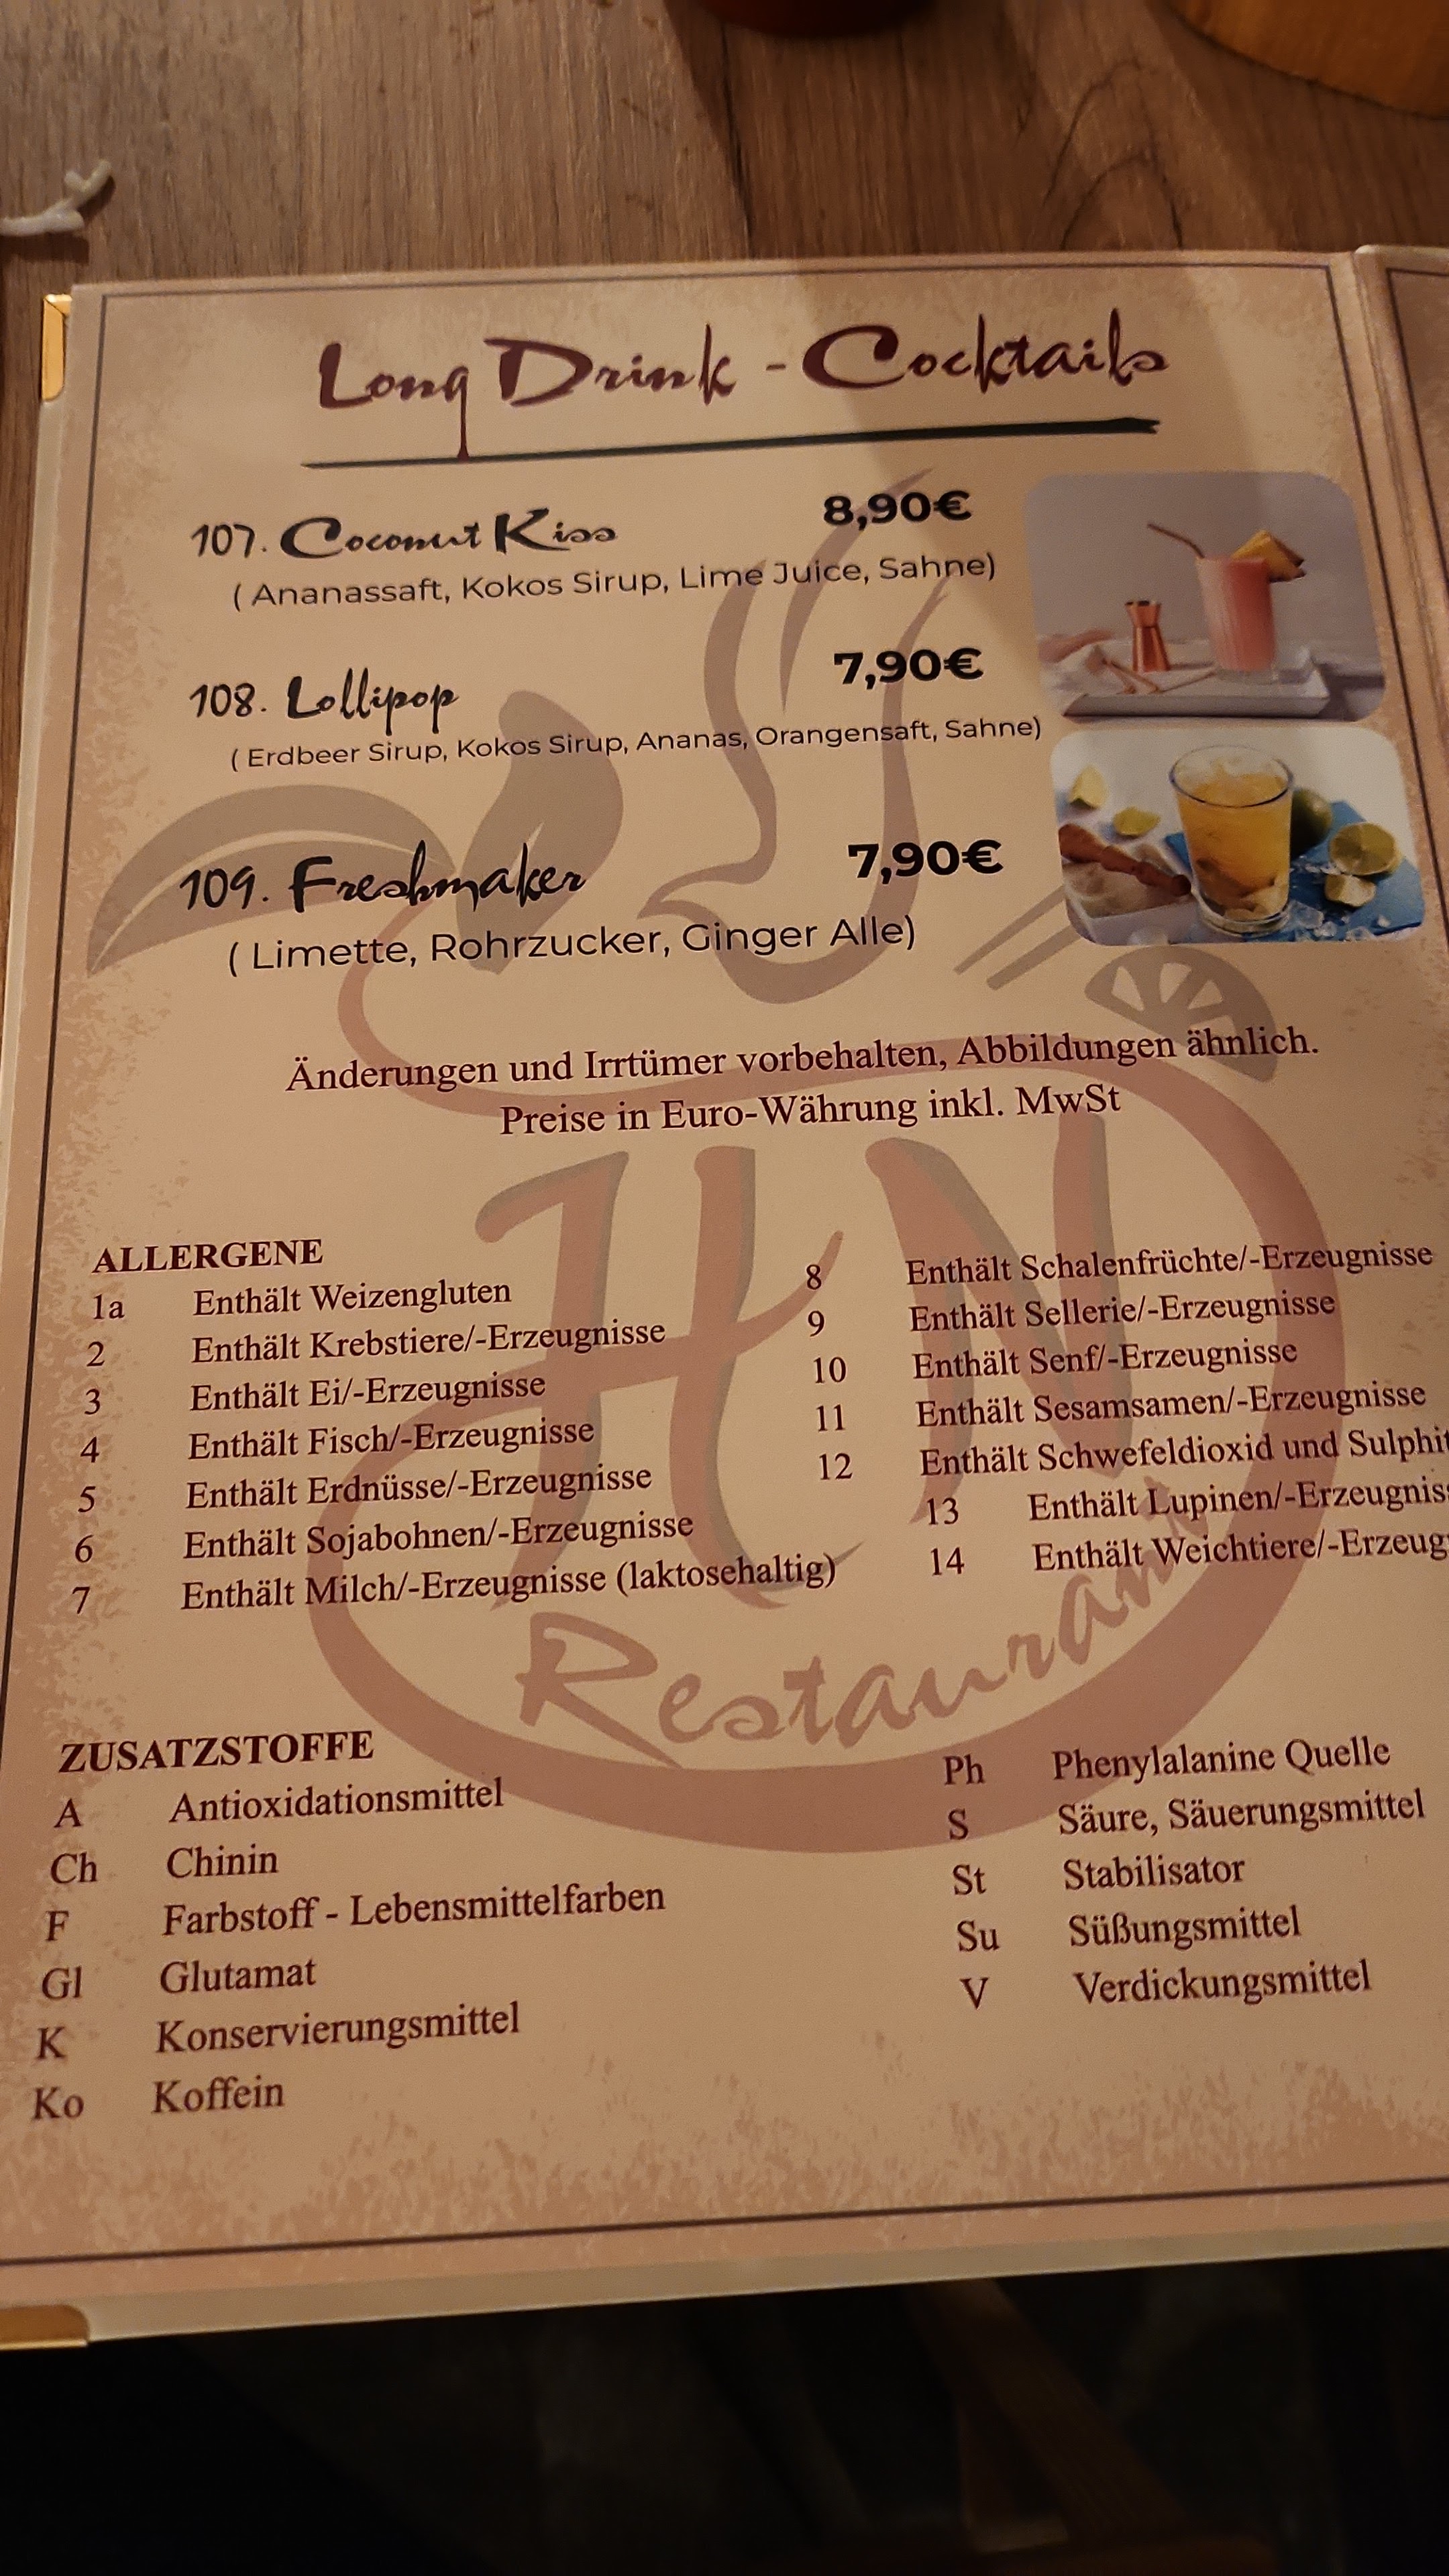 Long Drink - Cocktails
107. Coconut Kiss 8,90€
( Ananassaft, Kokos Sirup, Lime Juice, Sahne)
108. Lollipop 7,90€
( Erdbeer Sirup, Kokos Sirup, Ananas, Orangensaft, Sahne)
109. Freshmaker 7,90€
( Limette, Rohrzucker, Ginger Alle)
Änderungen und Irrtümer vorbehalten, Abbildungen ähnlich.
Preise in Euro-Währung inkl. MwSt
HN
Restaurant
ALLERGENE
1a Enthält Weizengluten
2 Enthält Krebstiere/-Erzeugnisse
3 Enthält Ei/-Erzeugnisse
4 Enthält Fisch/-Erzeugnisse
5 Enthält Erdnüsse/-Erzeugnisse
6 Enthält Sojabohnen/-Erzeugnisse
7 Enthält Milch/-Erzeugnisse (laktosehaltig)
8 Enthält Schalenfrüchte/-Erzeugnisse
9 Enthält Sellerie/-Erzeugnisse
10 Enthält Senf/-Erzeugnisse
11 Enthält Sesamsamen/-Erzeugnisse
12 Enthält Schwefeldioxid und Sulphit
13 Enthält Lupinen/-Erzeugnis
14 Enthält Weichtiere/-Erzeug
ZUSATZSTOFFE
A Antioxidationsmittel
Ch Chinin
F Farbstoff - Lebensmittelfarben
Gl Glutamat
K Konservierungsmittel
Ko Koffein
Ph Phenylalanine Quelle
S Säure, Säuerungsmittel
St Stabilisator
Su Süßungsmittel
V Verdickungsmittel